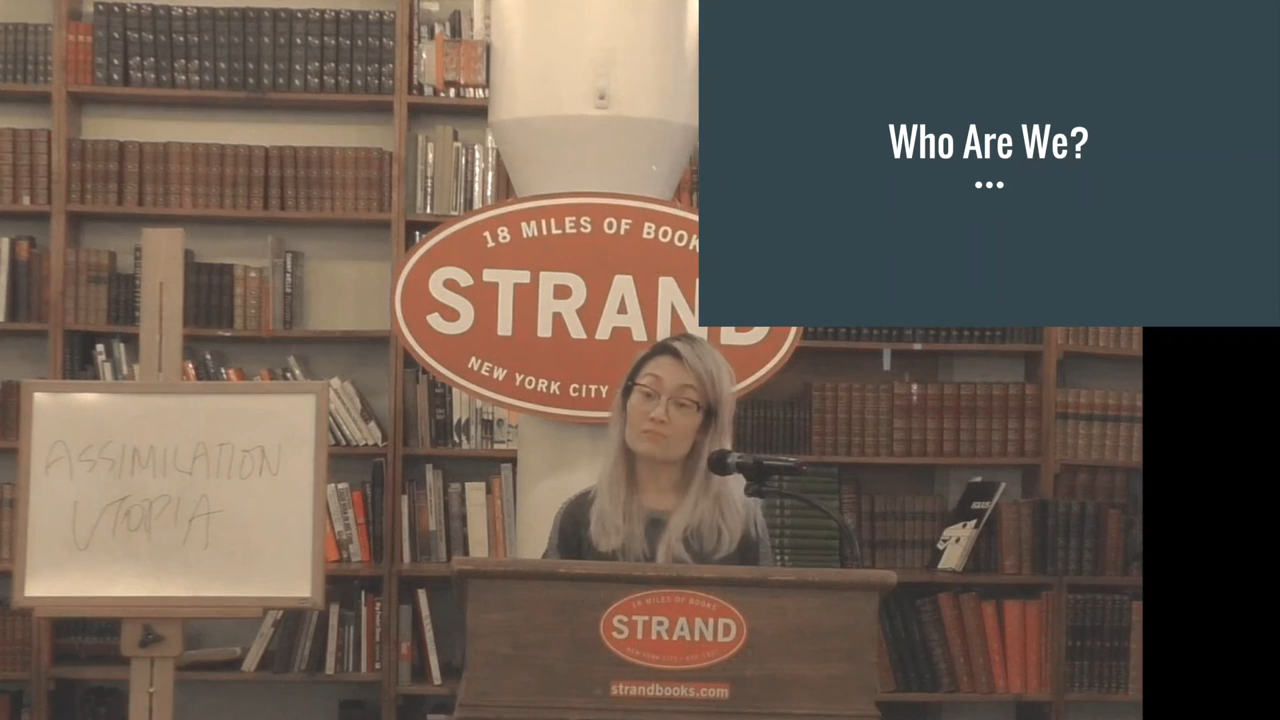 Who Are We?
18 MILES OF BOOK
STRAND
NEW YORK CITY
ASSIMILATION
UTOPIA
18 MILES OF BOOKS
STRAND
strandbooks.com